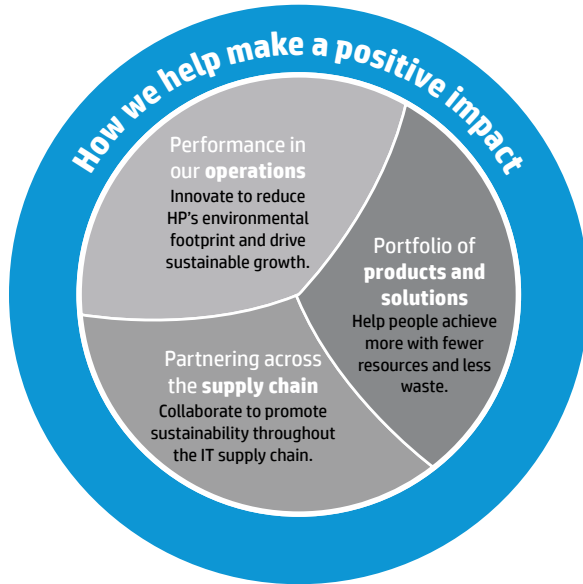 How we help make a positive impact
Performance in
our operations
Innovate to reduce
HP's environmental
footprint and drive
sustainable growth.
Portfolio of
products and
solutions
Help people achieve
more with fewer
resources and less
waste.
Partnering across
the supply chain
Collaborate to promote
sustainability throughout
the IT supply chain.